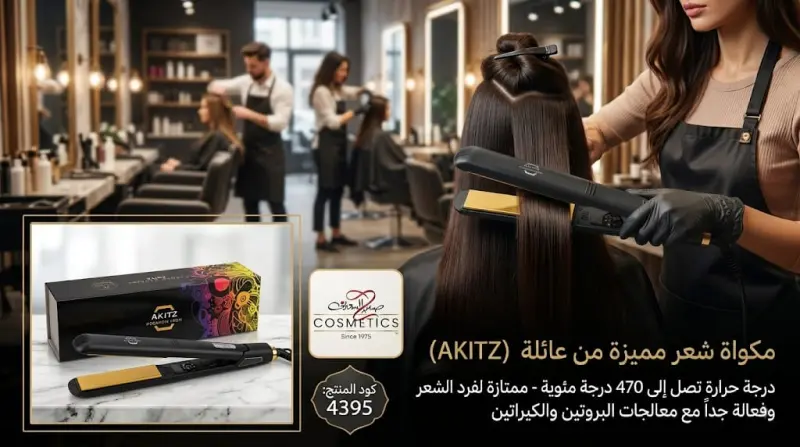 مكواة شعر مميزة من عائلة (AKITZ)
درجة حرارة تصل إلى 470 درجة مئوية - ممتازة لفرد الشعر
وفعالة جداً مع معالجات البروتين والكيراتين
COSMETICS
Since 1975
كود المنتج:
4395
AKITZ